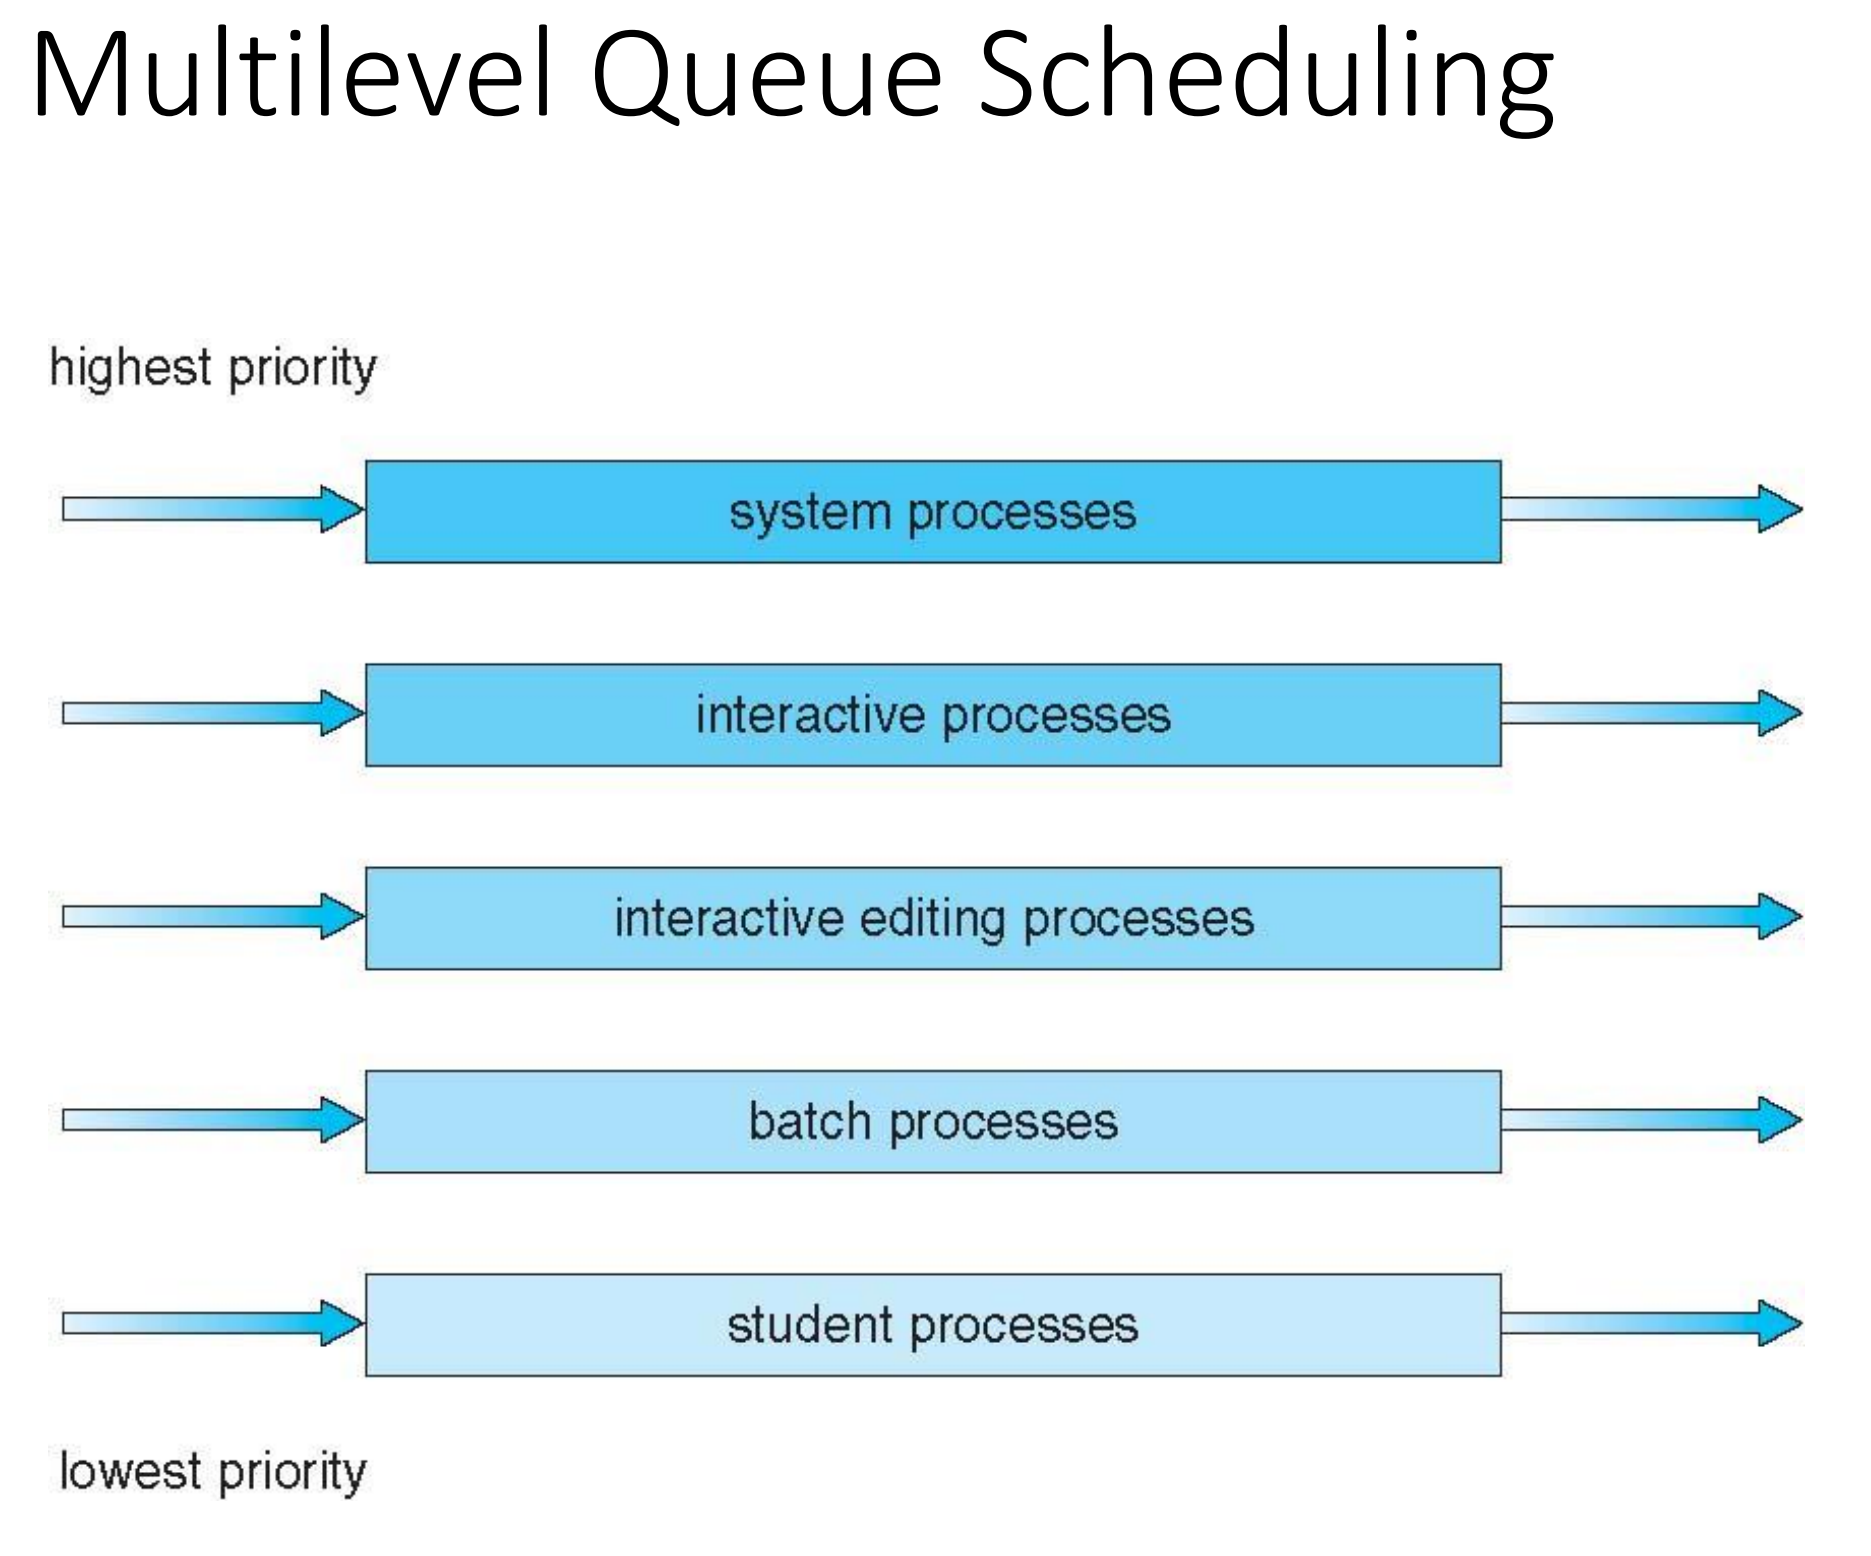 Multilevel Queue Scheduling
highest priority
system processes
interactive processes
interactive editing processes
batch processes
student processes
lowest priority